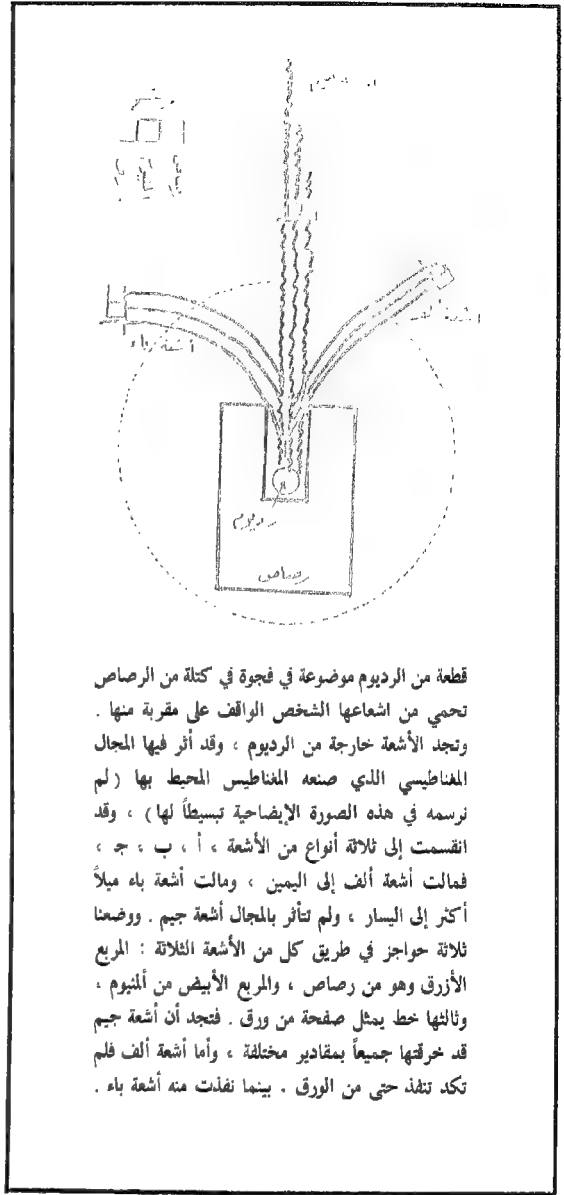 أشعة باء
رديوم
رصاص
قطعة من الرديوم موضوعة في فجوة في كتلة من الرصاص
تحمي من اشعاعها الشخص الواقف على مقربة منها .
وتجد الأشعة خارجة من الرديوم ، وقد أثر فيها المجال
المغناطيسي الذي صنعه المغناطيس المحيط بها ( لم
نرسمه في هذه الصورة الإيضاحية تبسيطاً لها ) ، وقد
انقسمت إلى ثلاثة أنواع من الأشعة ، أ ، ب ، جـ ،
فمالت أشعة ألف إلى اليمين ، ومالت أشعة باء ميلاً
أكثر إلى اليسار ، ولم تتأثر بالمجال أشعة جيم . ووضعنا
ثلاثة حواجز في طريق كل من الأشعة الثلاثة : المربع
الأزرق وهو من رصاص ، والمربع الأبيض من ألمنيوم ،
وثالثها خط يمثل صفحة من ورق . فتجد أن أشعة جيم
قد خرقتها جميعاً بمقادير مختلفة ، وأما أشعة ألف فلم
تكد تنفذ حتى من الورق . بينما نفذت منه أشعة باء .